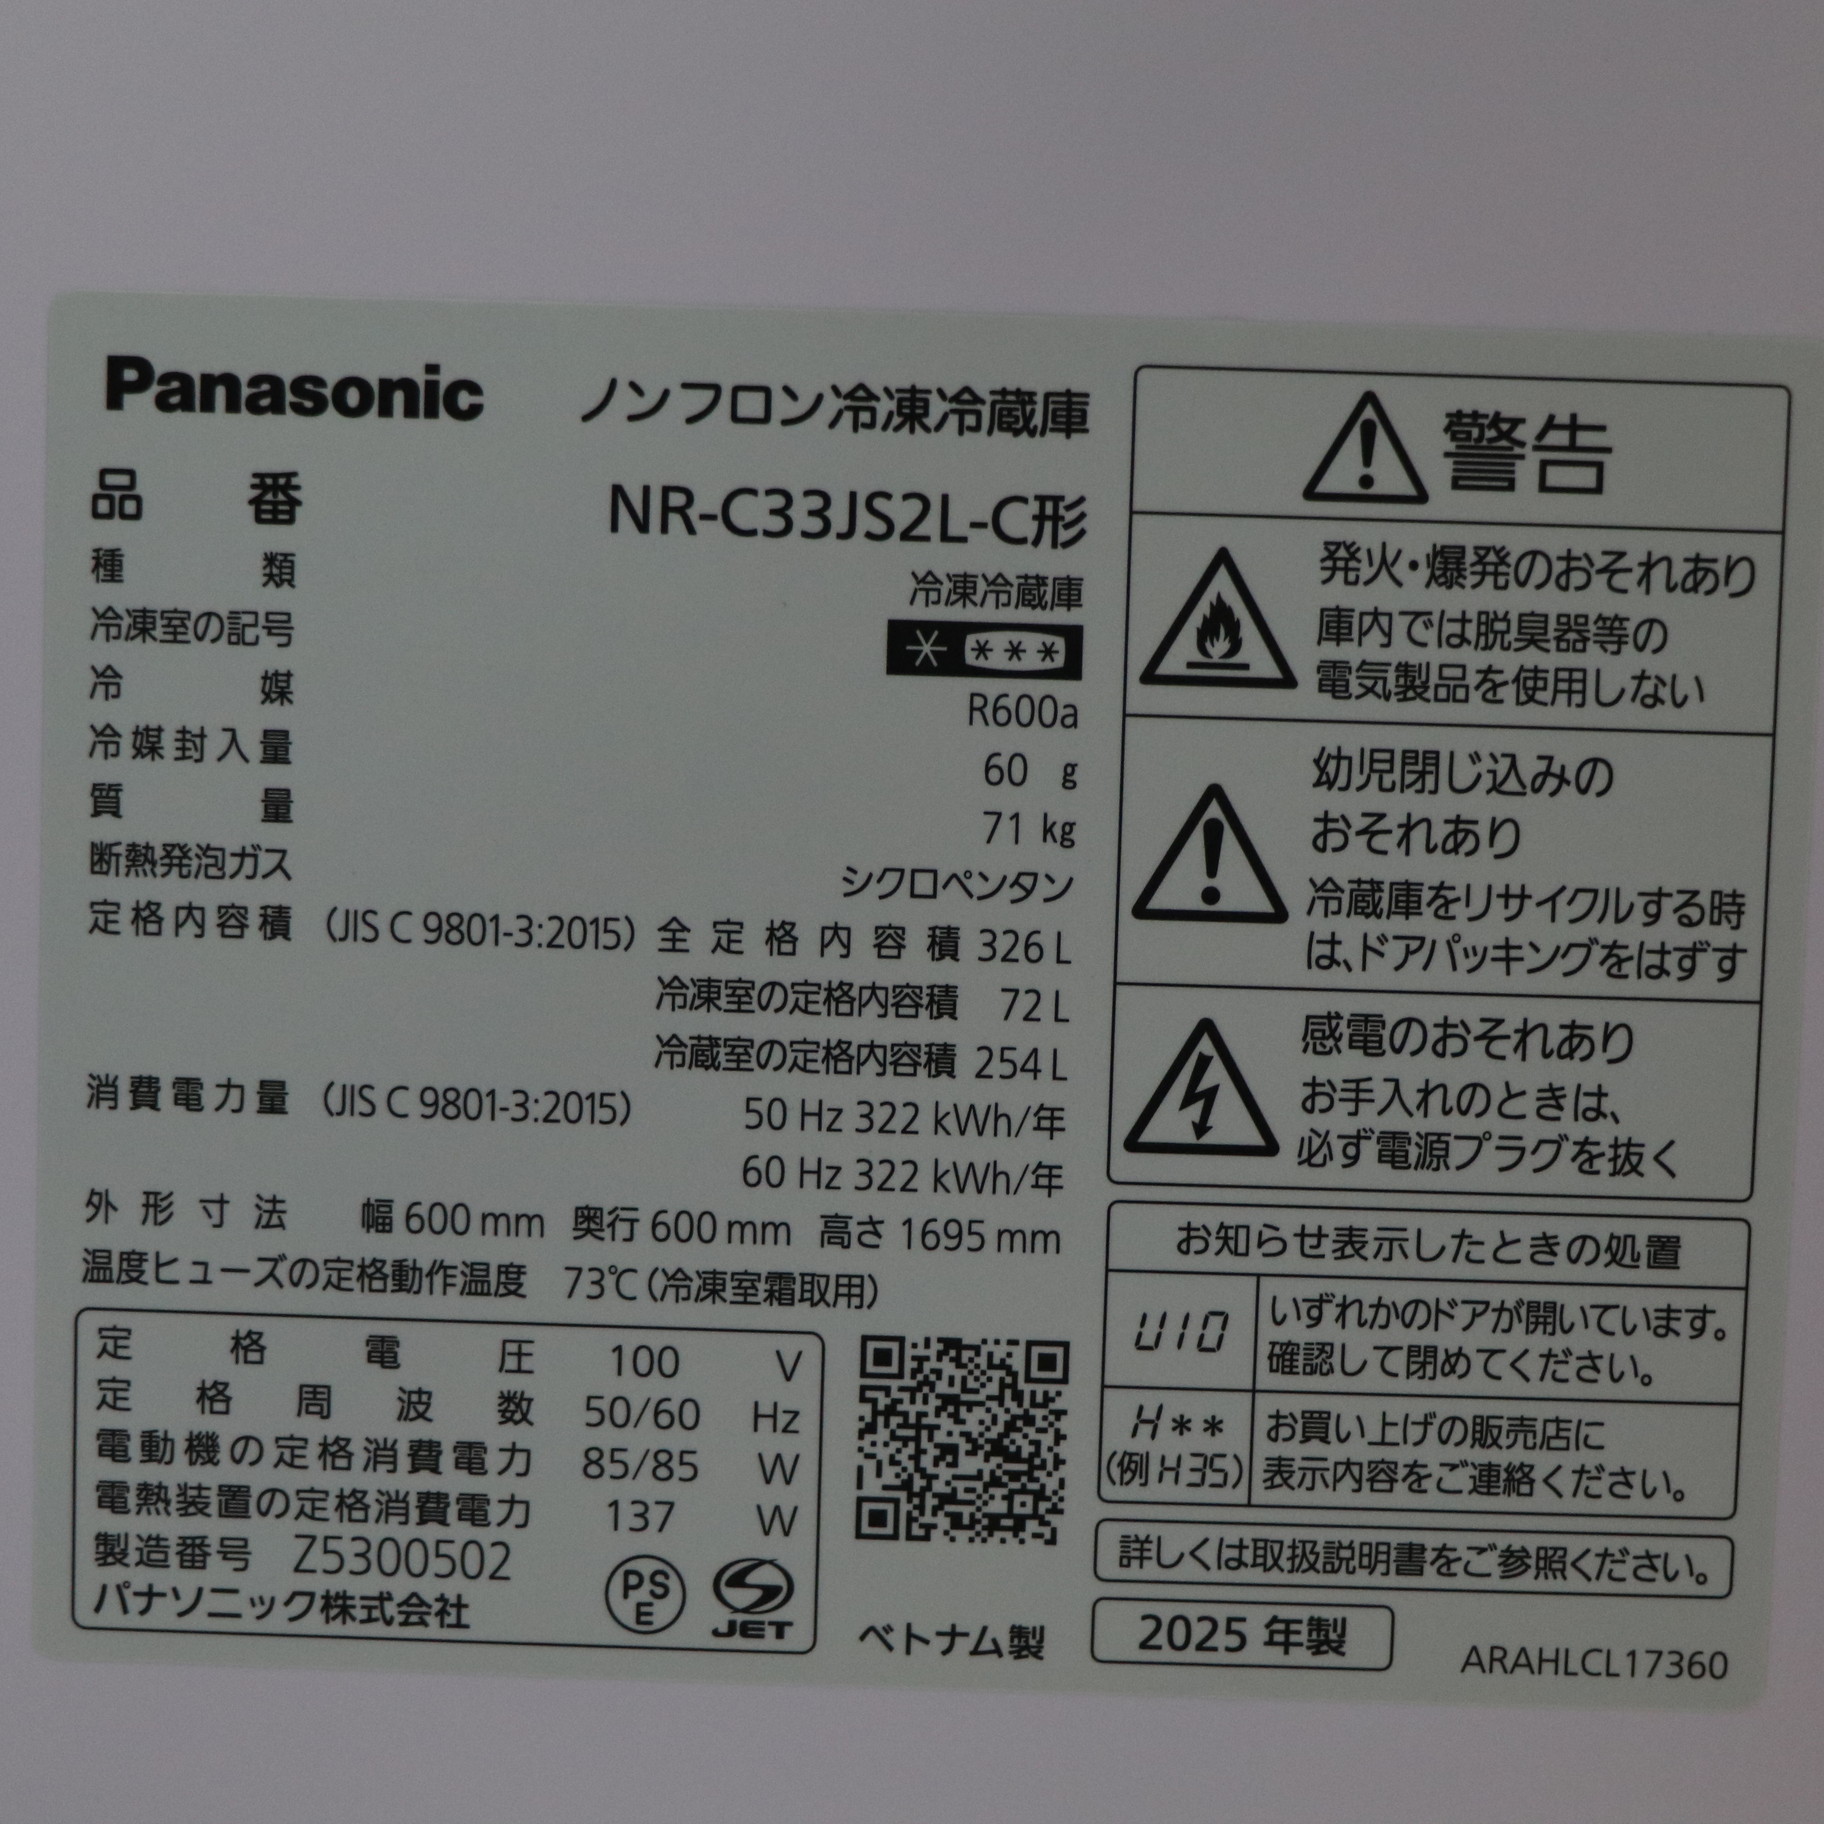 Panasonic ノンフロン冷凍冷蔵庫
品番 NR-C33JS2L-C形
種類 冷凍冷蔵庫
冷凍室の記号 * ***
冷媒 R600a
冷媒封入量 60 g
質量 71 kg
断熱発泡ガス シクロペンタン
定格内容積 (JIS C 9801-3:2015) 全定格内容積 326 L
冷凍室の定格内容積 72 L
冷蔵室の定格内容積 254 L
消費電力量 (JIS C 9801-3:2015) 50 Hz 322 kWh/年
60 Hz 322 kWh/年
外形寸法 幅 600 mm 奥行 600 mm 高さ 1695 mm
温度ヒューズの定格動作温度 73℃(冷凍室霜取用)
定格電圧 100 V
定格周波数 50/60 Hz
電動機の定格消費電力 85/85 W
電熱装置の定格消費電力 137 W
製造番号 Z5300502
パナソニック株式会社 PSE JET
ベトナム製
警告
発火・爆発のおそれあり
庫内では脱臭器等の
電気製品を使用しない
幼児閉じ込みの
おそれあり
冷蔵庫をリサイクルする時
は、ドアパッキングをはずす
感電のおそれあり
お手入れのときは、
必ず電源プラグを抜く
お知らせ表示したときの処置
U10 いずれかのドアが開いています。
確認して閉めてください。
H** お買い上げの販売店に
(例 H35) 表示内容をご連絡ください。
詳しくは取扱説明書をご参照ください。
2025 年製
ARAHLCL17360